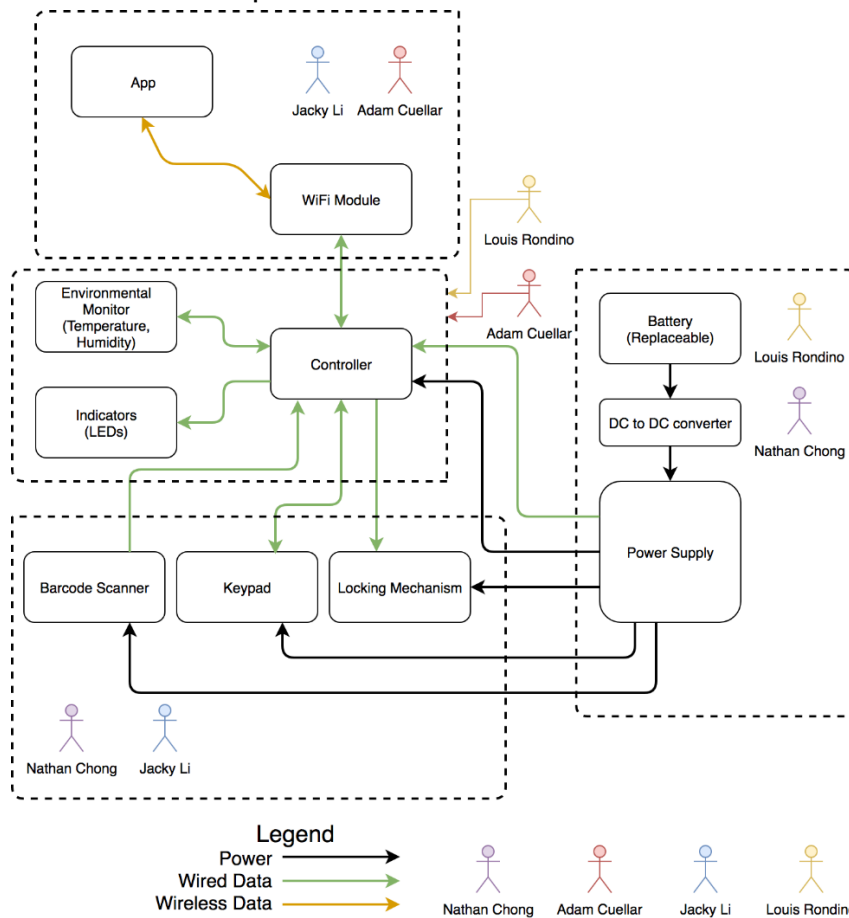 App
Jacky Li
Adam Cuellar
WiFi Module
Louis Rondino
Environmental
Monitor
(Temperature,
Humidity)
Controller
Adam Cuellar
Battery
(Replaceable)
Louis Rondino
Indicators
(LEDs)
DC to DC converter
Nathan Chong
Power Supply
Barcode Scanner
Keypad
Locking Mechanism
Nathan Chong
Jacky Li
Legend
Power
Wired Data
Wireless Data
Nathan Chong
Adam Cuellar
Jacky Li
Louis Rondino